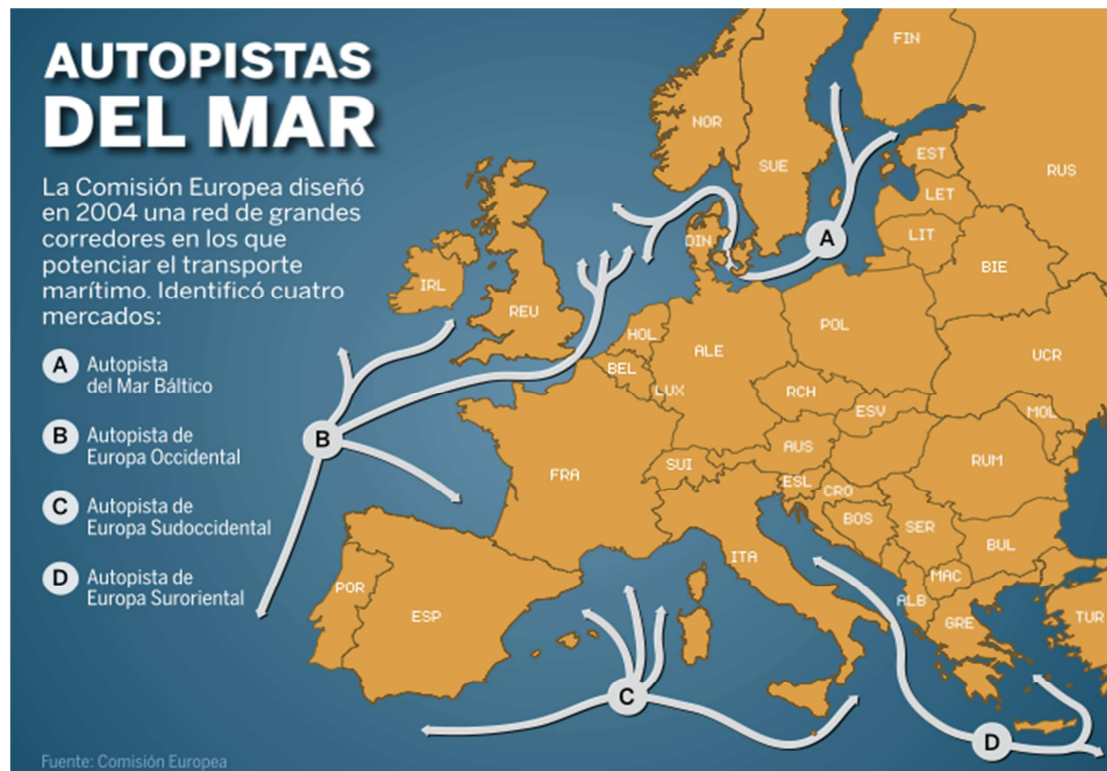 AUTOPISTAS
DEL MAR
La Comisión Europea diseñó
en 2004 una red de grandes
corredores en los que
potenciar el transporte
marítimo. Identificó cuatro
mercados:
A Autopista
del Mar Báltico
B Autopista de
Europa Occidental
C Autopista de
Europa Sudoccidental
D Autopista de
Europa Suroriental
Fuente: Comisión Europea
FIN
NOR
SUE
EST
RUS
LET
DIN
A
LIT
BIE
IRL
REU
HOL
POL
ALE
BEL
UCR
LUX
RCH
ESV
MOL
B
AUS
FRA
SUI
RUM
ESL
CRO
BOS
SER
ITA
BUL
MAC
POR
ALB
ESP
GRE
TUR
C
D